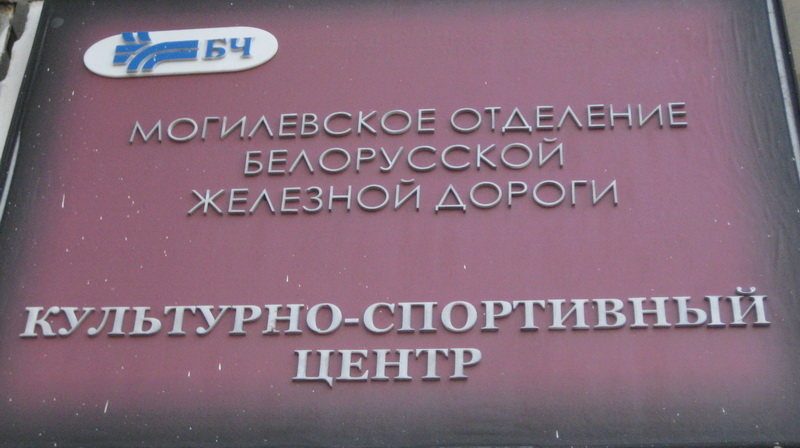 БЧ
МОГИЛЕВСКОЕ ОТДЕЛЕНИЕ
БЕЛОРУССКОЙ
ЖЕЛЕЗНОЙ ДОРОГИ
КУЛЬТУРНО-СПОРТИВНЫЙ
ЦЕНТР